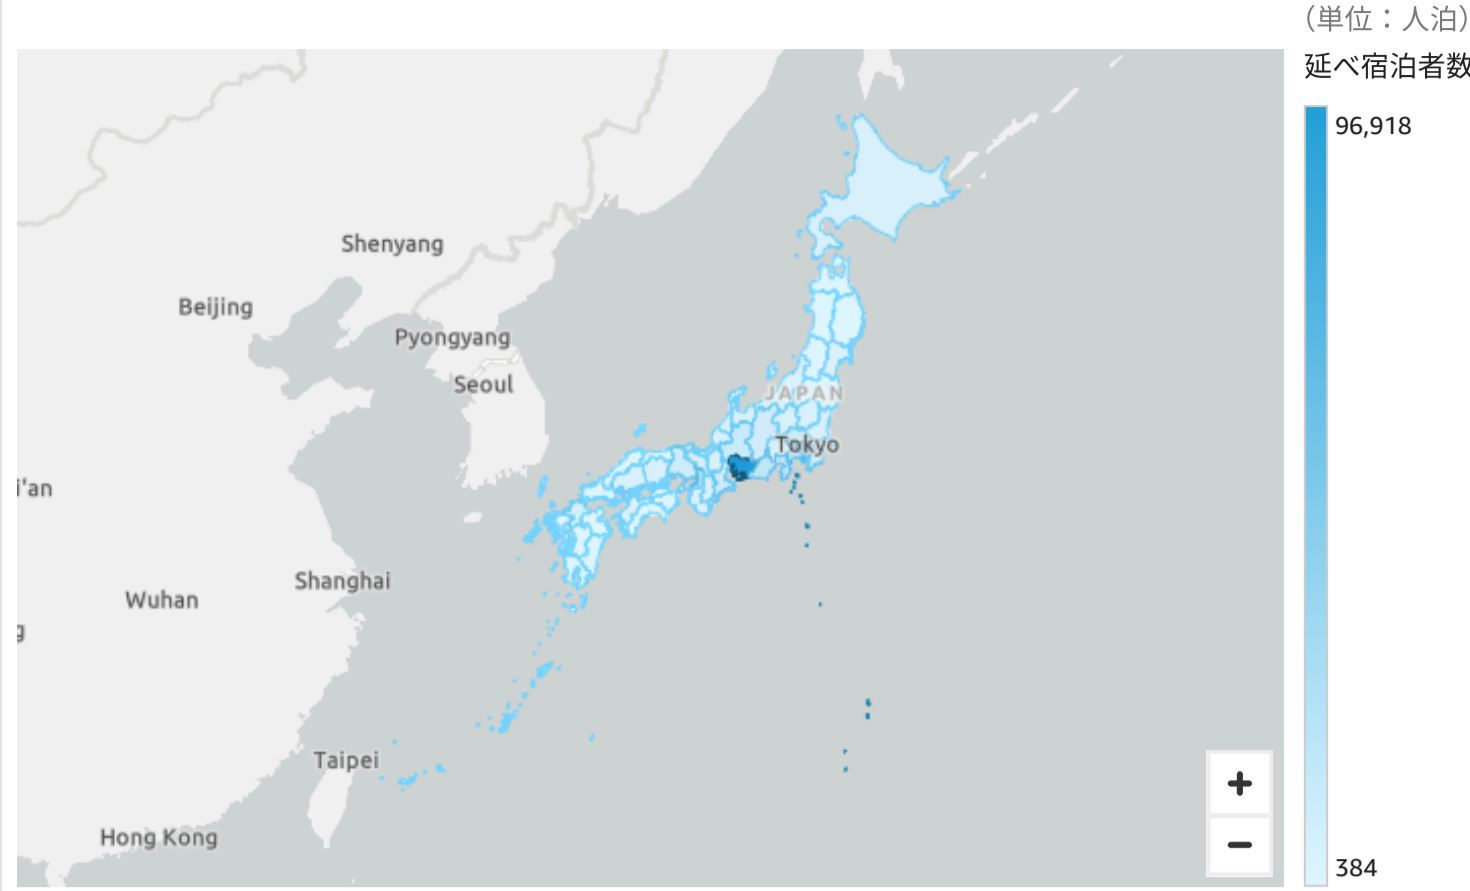 （単位：人泊）
延べ宿泊者数
96,918
Shenyang
Beijing
Pyongyang
Seoul
JAPAN
Tokyo
i'an
Shanghai
Wuhan
g
Taipei
Hong Kong
+
−
384